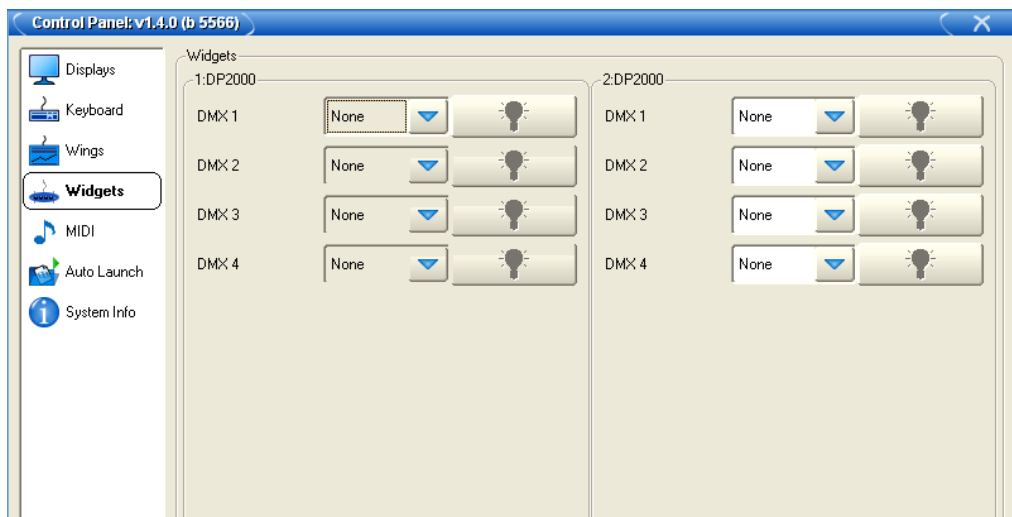 Control Panel: v1.4.0 (b 5566)
Displays
Keyboard
Wings
Widgets
MIDI
Auto Launch
System Info
Widgets
1:DP2000
DMX 1 None
DMX 2 None
DMX 3 None
DMX 4 None
2:DP2000
DMX 1 None
DMX 2 None
DMX 3 None
DMX 4 None